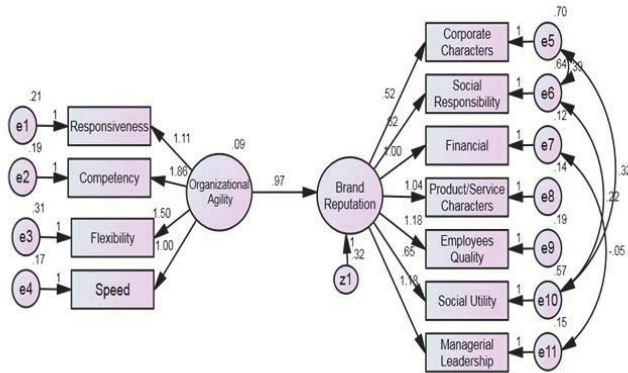 .70
Corporate
Characters
1
e5
.21
.52
.64
.39
e1
1
Responsiveness
Social
Responsibility
1
e6
.62
.12
1.11
.09
.19
1.00
Financial
1
e7
e2
1
Competency
1.86
Organizational
Agility
.97
Brand
Reputation
.14
.32
1.04
Product/Service
Characters
1
e8
.31
1.50
.22
e3
1
Flexibility
1.18
.19
1.00
.65
Employees
Quality
1
e9
-.05
.17
1
.32
.57
e4
1
Speed
z1
1.18
Social Utility
1
e10
.15
Managerial
Leadership
1
e11